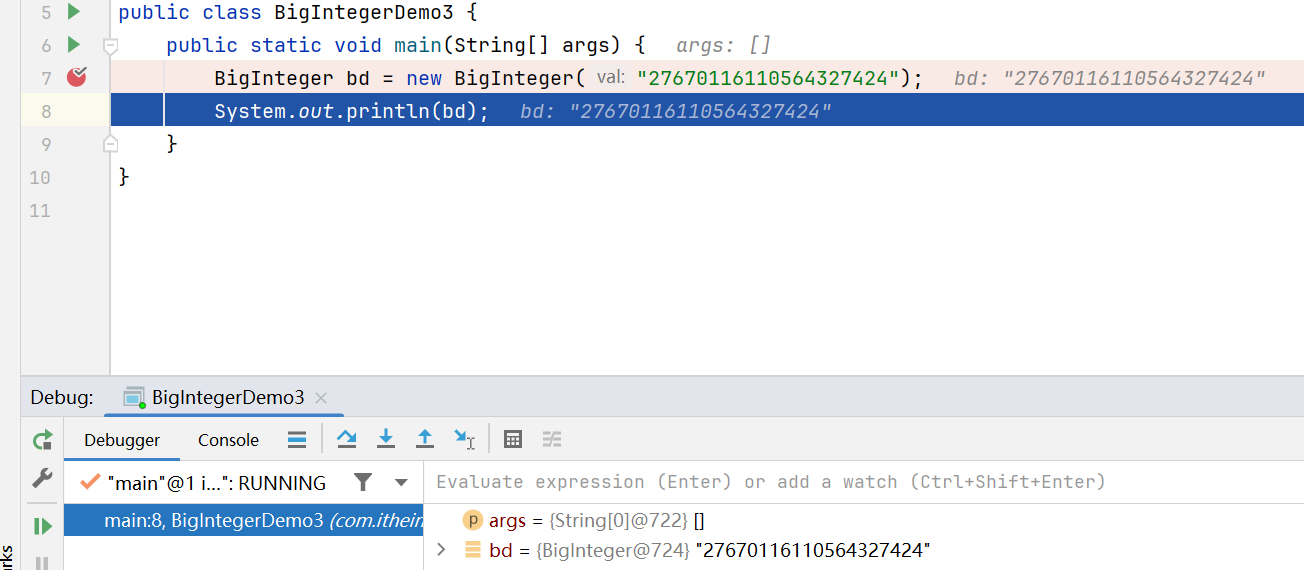 5 public class BigIntegerDemo3 {
6 public static void main(String[] args) { args: []
7 BigInteger bd = new BigInteger( val: "27670116110564327424"); bd: "27670116110564327424"
8 System.out.println(bd); bd: "27670116110564327424"
9 }
10 }
11
Debug: BigIntegerDemo3
Debugger Console
"main"@1 i...": RUNNING
Evaluate expression (Enter) or add a watch (Ctrl+Shift+Enter)
main:8, BigIntegerDemo3 (com.itheim
p args = {String[0]@722} []
bd = {BigInteger@724} "27670116110564327424"